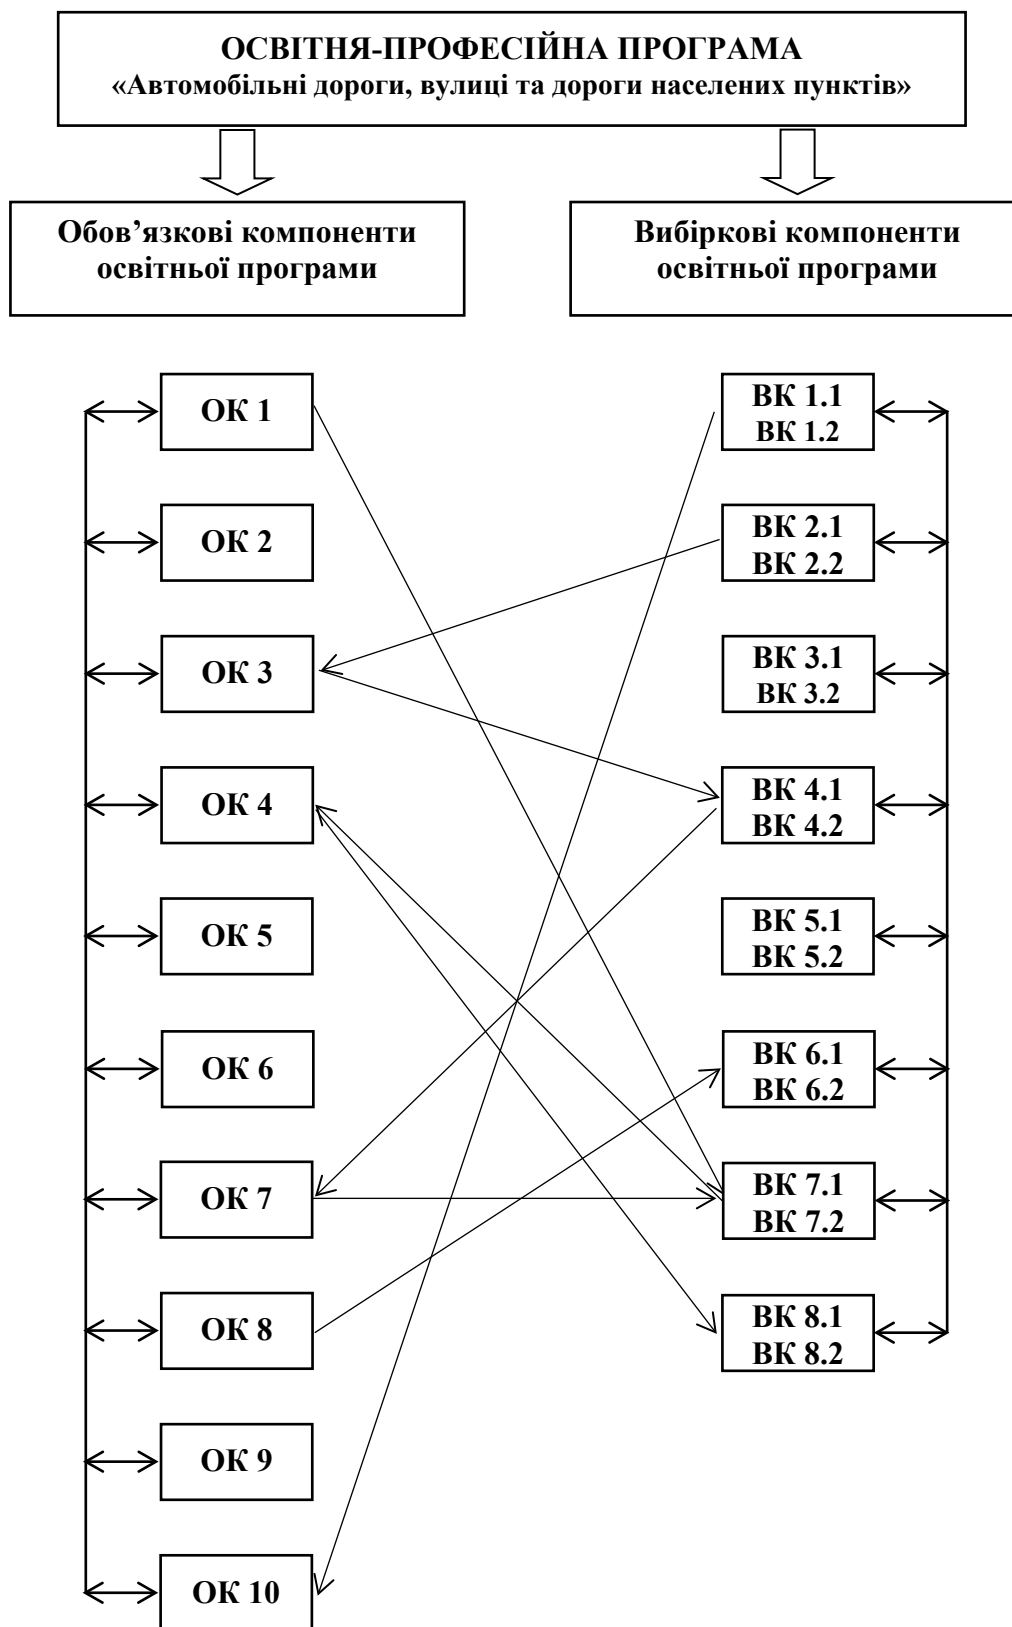 ОСВІТНЯ-ПРОФЕСІЙНА ПРОГРАМА
«Автомобільні дороги, вулиці та дороги населених пунктів»
Обов’язкові компоненти
освітньої програми
Вибіркові компоненти
освітньої програми
ОК 1
ОК 2
ОК 3
ОК 4
ОК 5
ОК 6
ОК 7
ОК 8
ОК 9
ОК 10
ВК 1.1
ВК 1.2
ВК 2.1
ВК 2.2
ВК 3.1
ВК 3.2
ВК 4.1
ВК 4.2
ВК 5.1
ВК 5.2
ВК 6.1
ВК 6.2
ВК 7.1
ВК 7.2
ВК 8.1
ВК 8.2